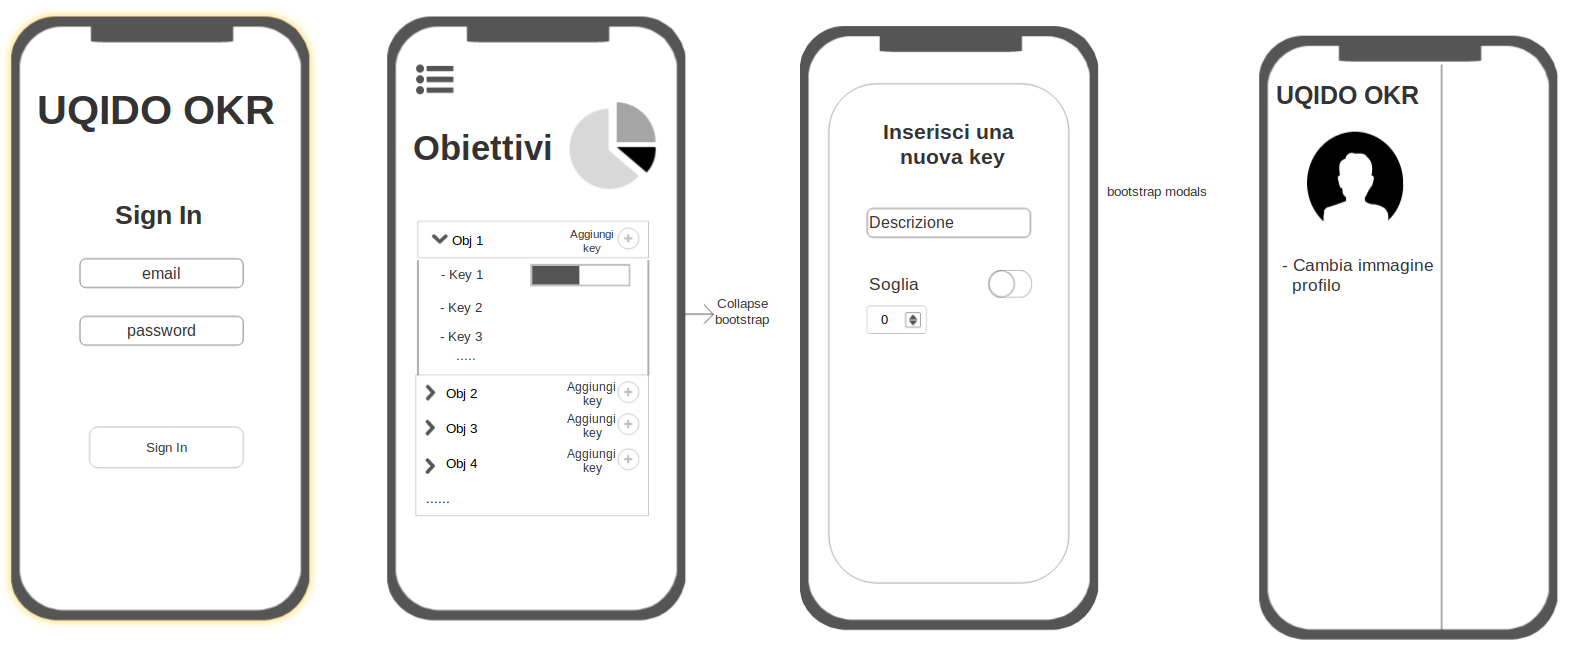 UQIDO OKR
Sign In
email
password
Sign In
Obiettivi
Obj 1
Aggiungi
key
- Key 1
- Key 2
- Key 3
.....
Obj 2
Aggiungi
key
Obj 3
Aggiungi
key
Obj 4
Aggiungi
key
......
Collapse
bootstrap
Inserisci una
nuova key
Descrizione
Soglia
0
bootstrap modals
UQIDO OKR
- Cambia immagine
profilo